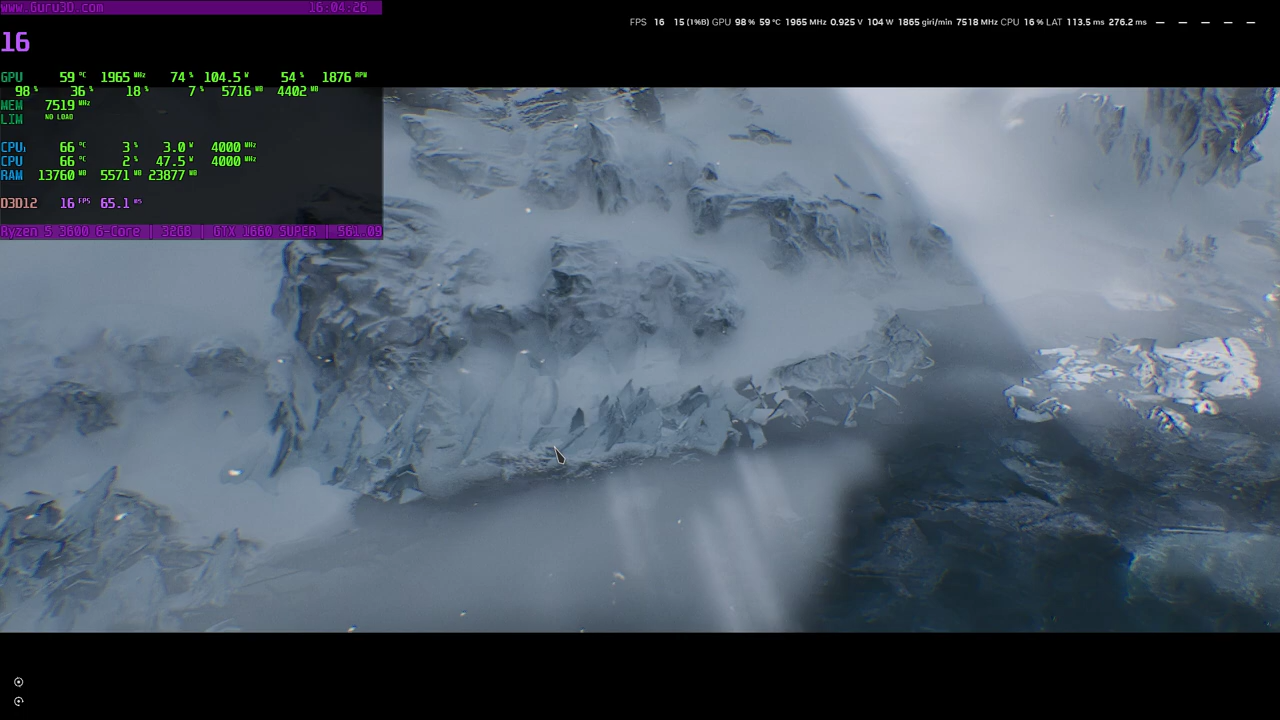 www.Guru3D.com 16:04:26
FPS 16 15 (1%B) GPU 98 % 59 °C 1965 MHz 0.925 V 104 W 1865 giri/min 7518 MHz CPU 16 % LAT 113.5 ms 276.2 ms — — — — —
16
GPU 59 °C 1965 MHz 74 % 104.5 W 54 % 1876 RPM
98 % 36 % 18 % 7 % 5716 MB 4402 MB
MEM 7519 MHz
LIM NO LOAD
CPU1 66 °C 3 % 3.0 W 4000 MHz
CPU 66 °C 2 % 47.5 W 4000 MHz
RAM 13760 MB 5571 MB 23877 MB
D3D12 16 FPS 65.1 ms
Ryzen 5 3600 6-Core | 32GB | GTX 1660 SUPER | 561.09